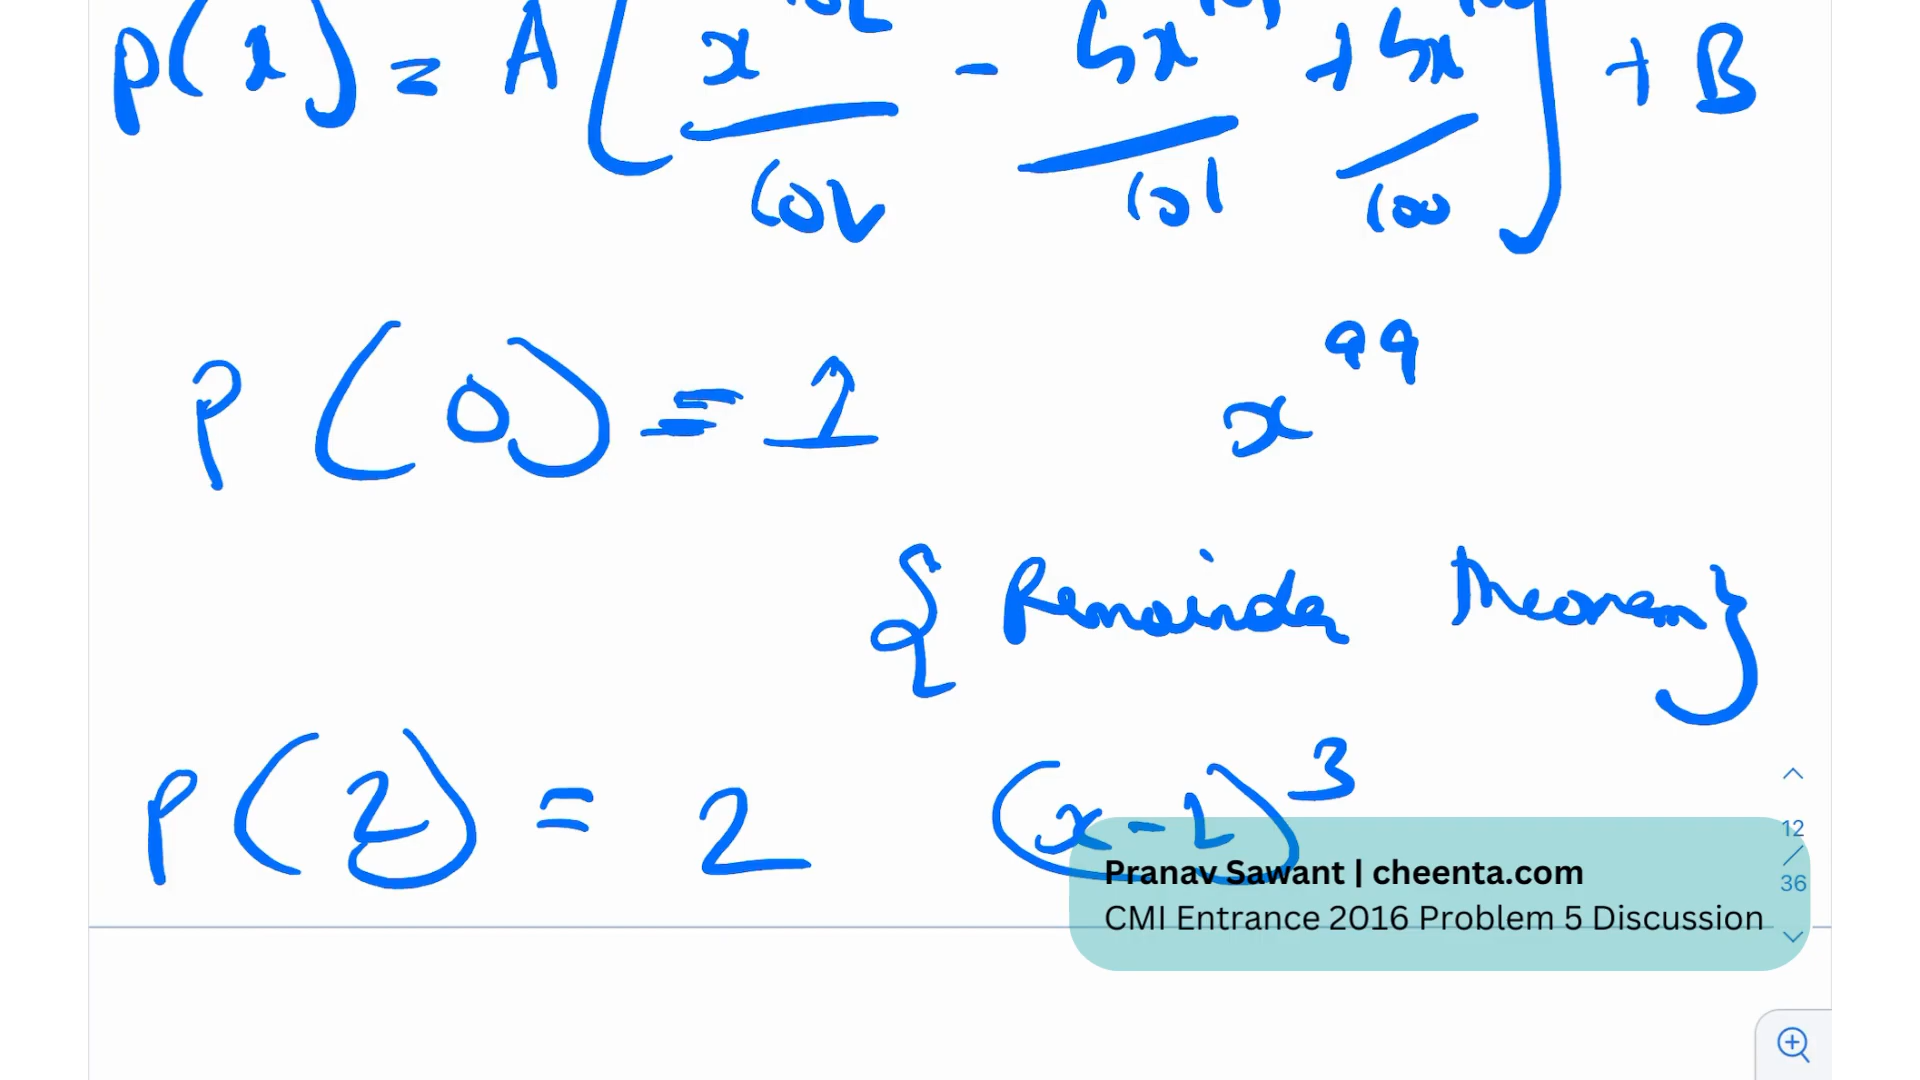 p(x) = A [ x^102/102 - 4x^101/101 + 4x^100/100 ] + B
P(0) = 1 x^99
{ Remainder theorem }
P(2) = 2 (x-2)^3
12
/
36
Pranav Sawant | cheenta.com
CMI Entrance 2016 Problem 5 Discussion